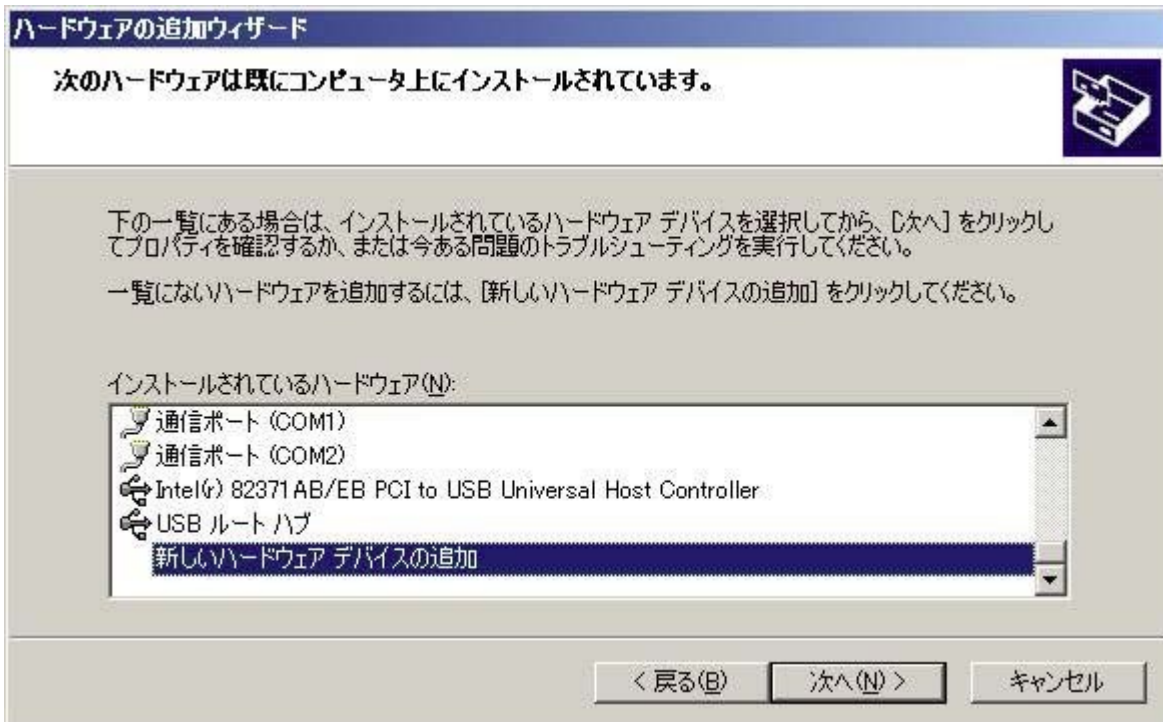 ハードウェアの追加ウィザード
次のハードウェアは既にコンピュータ上にインストールされています。
下の一覧にある場合は、インストールされているハードウェア デバイスを選択してから、[次へ] をクリックし
てプロパティを確認するか、または今ある問題のトラブルシューティングを実行してください。
一覧にないハードウェアを追加するには、[新しいハードウェア デバイスの追加] をクリックしてください。
インストールされているハードウェア(N):
通信ポート (COM1)
通信ポート (COM2)
Intel(r) 82371AB/EB PCI to USB Universal Host Controller
USB ルート ハブ
新しいハードウェア デバイスの追加
< 戻る(B)
次へ(N) >
キャンセル